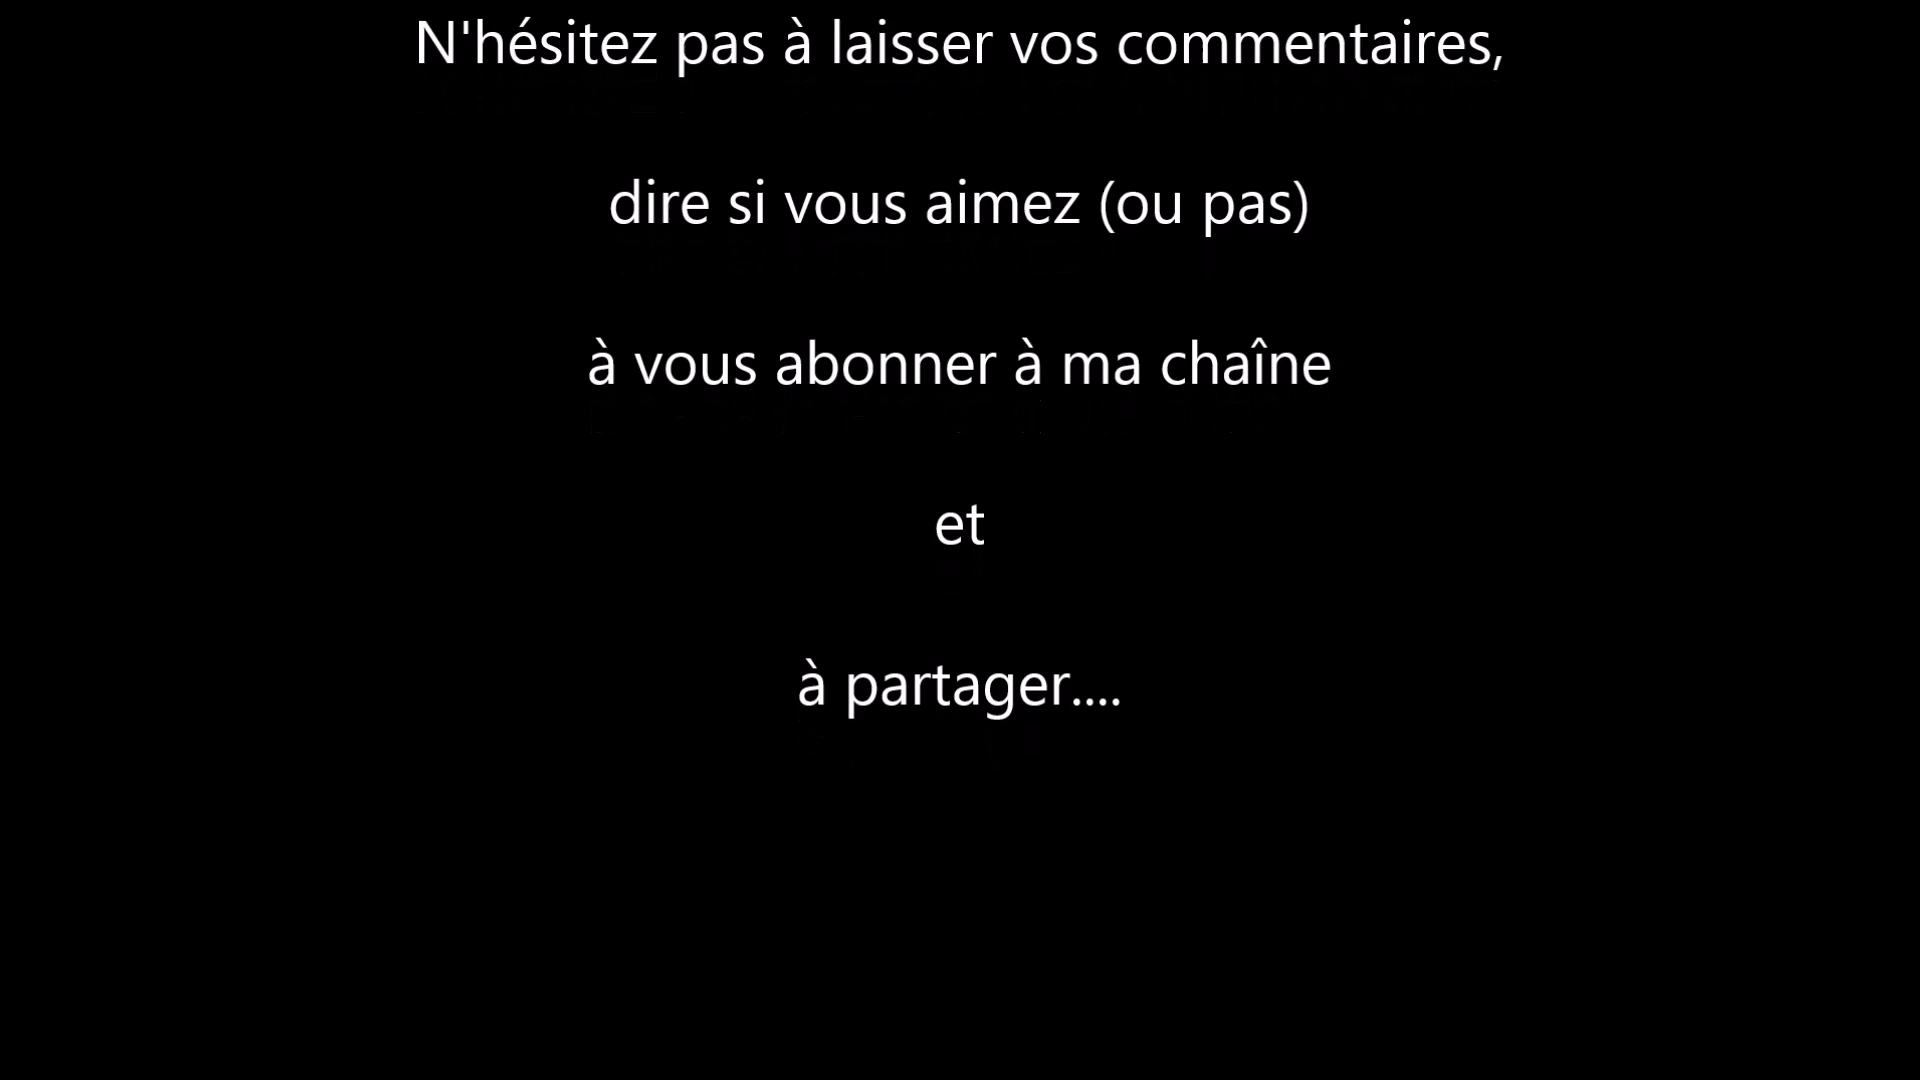 N'hésitez pas à laisser vos commentaires,
dire si vous aimez (ou pas)
à vous abonner à ma chaîne
et
à partager....